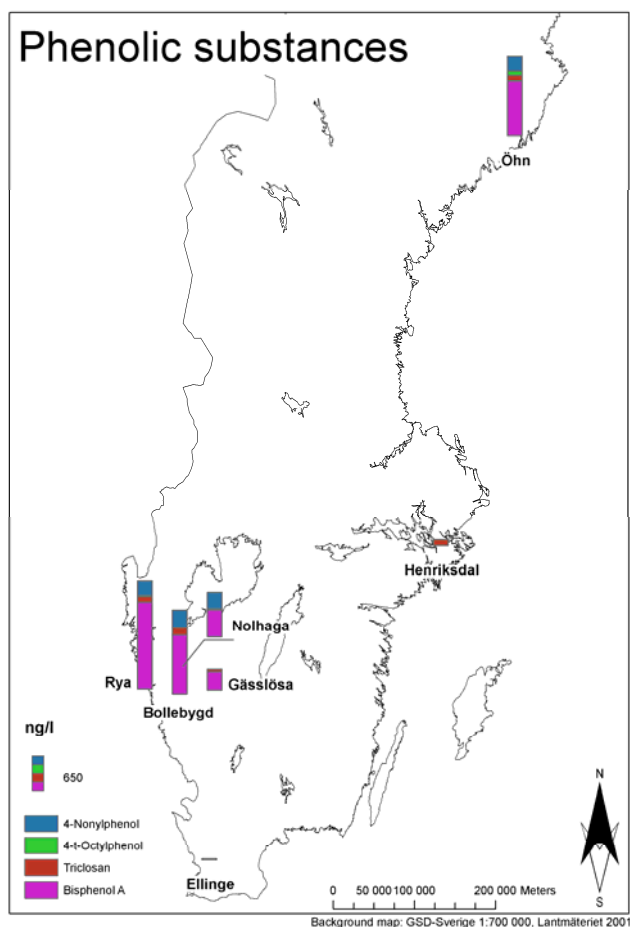 Phenolic substances
Öhn
Henriksdal
Nolhaga
Rya
Gässlösa
Bollebygd
ng/l
650
4-Nonylphenol
4-t-Octylphenol
Triclosan
Bisphenol A
Ellinge
N
S
0 50 000 100 000 200 000 Meters
Background map: GSD-Sverige 1:700 000, Lantmäteriet 2001